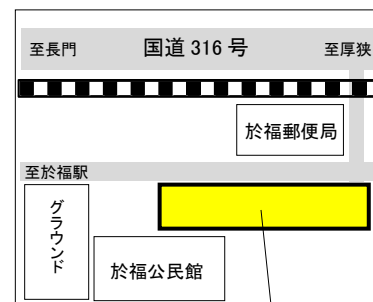 至長門
国道 316 号
至厚狭
於福郵便局
至於福駅
グラウンド
於福公民館